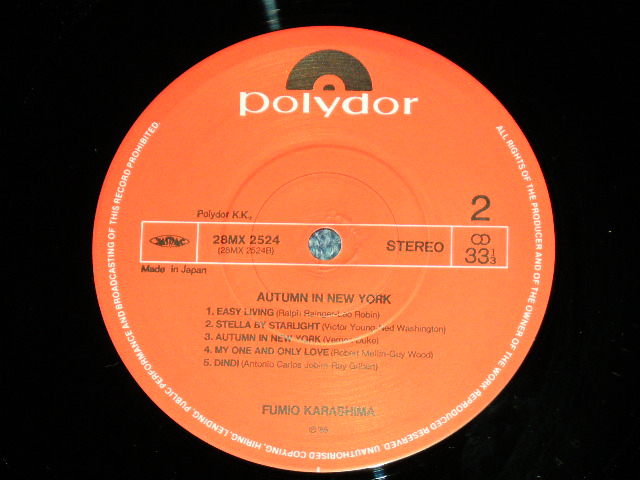 polydor
Polydor K.K.,
2
28MX 2524
(28MX 2524B)
STEREO
33 1/3
Made in Japan
AUTUMN IN NEW YORK
1. EASY LIVING (Ralph Rainger-Leo Robin)
2. STELLA BY STARLIGHT (Victor Young-Ned Washington)
3. AUTUMN IN NEW YORK (Vernon Duke)
4. MY ONE AND ONLY LOVE (Robert Mellin-Guy Wood)
5. DINDI (Antonio Carlos Jobim-Ray Gilbert)
FUMIO KARASHIMA
ALL RIGHTS OF THE PRODUCER AND OF THE OWNER OF THE WORK REPRODUCED RESERVED. UNAUTHORISED COPYING, HIRING, LENDING, PUBLIC PERFORMANCE AND BROADCASTING OF THIS RECORD PROHIBITED.